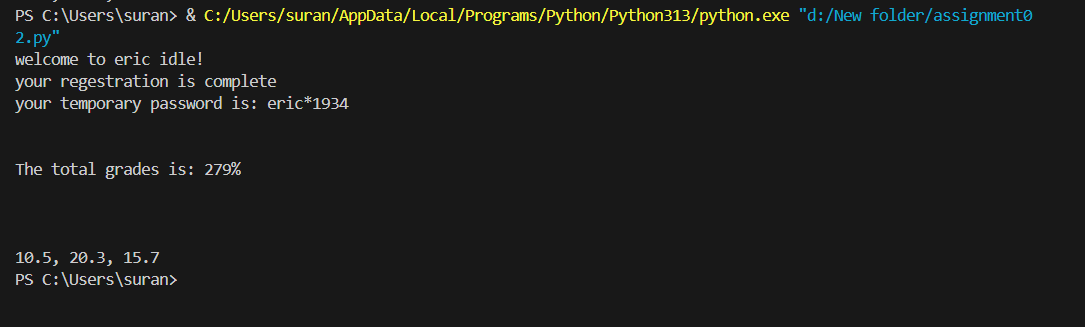 PS C:\Users\suran> & C:/Users/suran/AppData/Local/Programs/Python/Python313/python.exe "d:/New folder/assignment0
2.py"
welcome to eric idle!
your regestration is complete
your temporary password is: eric*1934
The total grades is: 279%
10.5, 20.3, 15.7
PS C:\Users\suran>